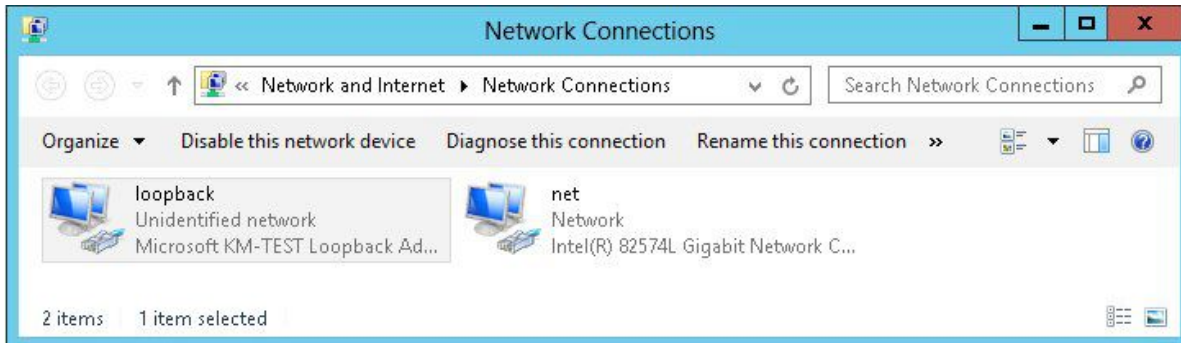 Network Connections
« Network and Internet ▸ Network Connections
Search Network Connections
Organize ▾ Disable this network device Diagnose this connection Rename this connection »
loopback
Unidentified network
Microsoft KM-TEST Loopback Ad...
net
Network
Intel(R) 82574L Gigabit Network C...
2 items 1 item selected